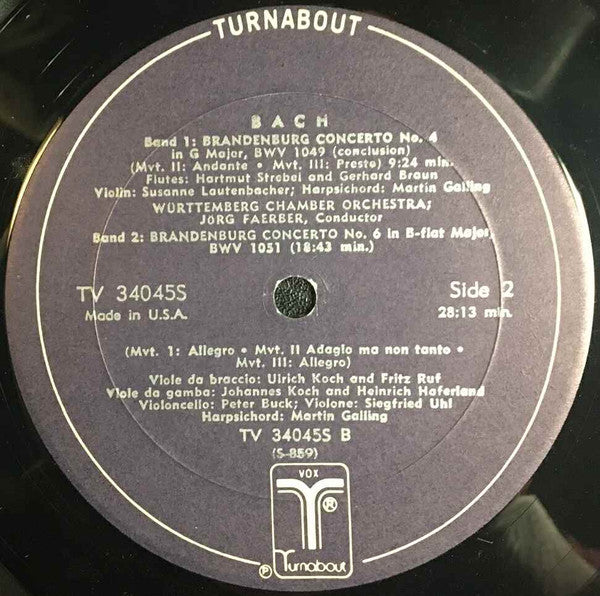 TURNABOUT
BACH
Band 1: BRANDENBURG CONCERTO No. 4
in G Major, BWV 1049 (conclusion)
(Mvt. II: Andante • Mvt. III: Presto) 9:24 min.
Flutes: Hartmut Strebel and Gerhard Braun
Violin: Susanne Lautenbacher; Harpsichord: Martin Galling
WÜRTTEMBERG CHAMBER ORCHESTRA;
JÖRG FAERBER, Conductor
Band 2: BRANDENBURG CONCERTO No. 6 in B-flat Major,
BWV 1051 (18:43 min.)
TV 34045S
Side 2
Made in U.S.A.
28:13 min.
(Mvt. 1: Allegro • Mvt. II Adagio ma non tanto •
Mvt. III: Allegro)
Viole da braccio: Ulrich Koch and Fritz Ruf
Viole da gamba: Johannes Koch and Heinrich Haferland
Violoncello: Peter Buck; Violone: Siegfried Uhl
Harpsichord: Martin Galling
TV 34045S B
(S-859)
VOX
®
℗ Turnabout